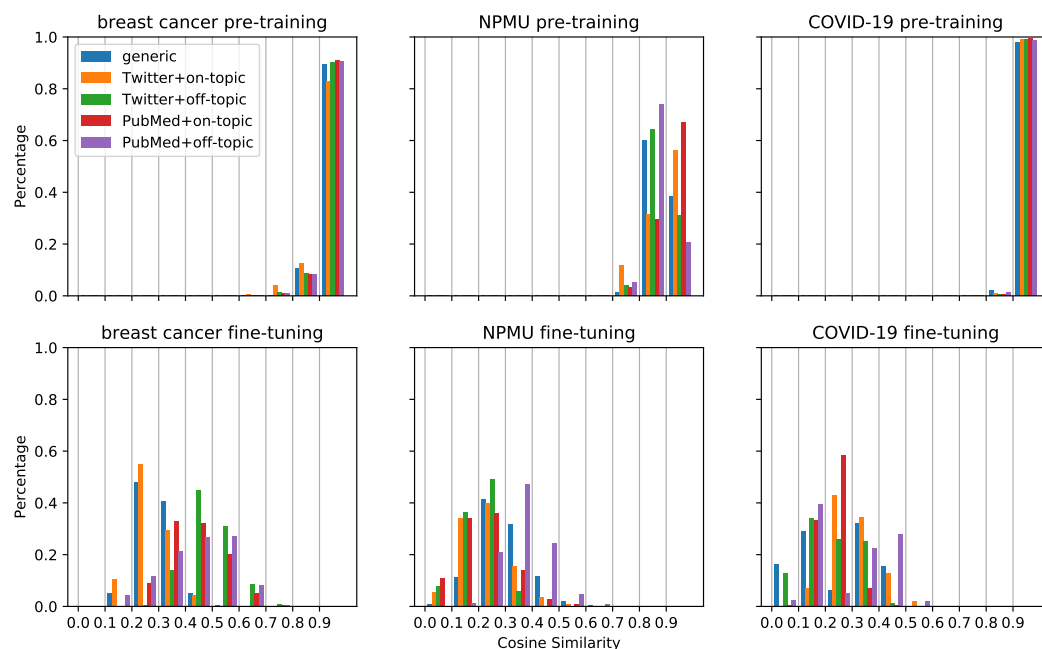 breast cancer pre-training
NPMU pre-training
COVID-19 pre-training
1.0
0.8
0.6
0.4
0.2
0.0
Percentage
generic
Twitter+on-topic
Twitter+off-topic
PubMed+on-topic
PubMed+off-topic
breast cancer fine-tuning
NPMU fine-tuning
COVID-19 fine-tuning
1.0
0.8
0.6
0.4
0.2
0.0
Percentage
0.0 0.1 0.2 0.3 0.4 0.5 0.6 0.7 0.8 0.9
0.0 0.1 0.2 0.3 0.4 0.5 0.6 0.7 0.8 0.9
0.0 0.1 0.2 0.3 0.4 0.5 0.6 0.7 0.8 0.9
Cosine Similarity